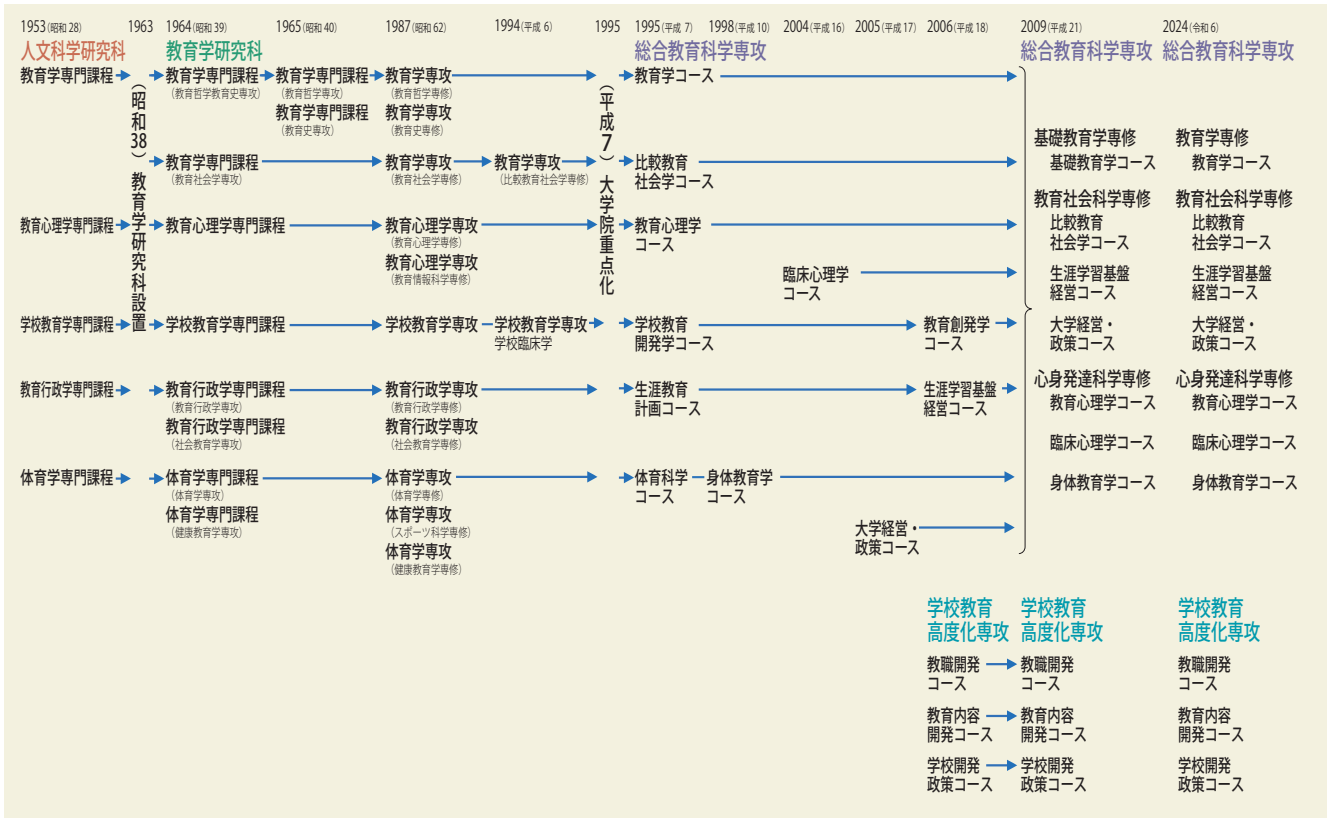 1953 (昭和 28)
1963
1964 (昭和 39)
1965 (昭和 40)
1987 (昭和 62)
1994 (平成 6)
1995
1995 (平成 7)
1998 (平成 10)
2004 (平成 16)
2005 (平成 17)
2006 (平成 18)
2009 (平成 21)
2024 (令和 6)
人文科学研究科
教育学研究科
総合教育科学専攻
総合教育科学専攻
総合教育科学専攻
教育学専門課程
教育学専門課程
(教育哲学教育史専攻)
教育学専門課程
(教育哲学専攻)
教育学専門課程
(教育史専攻)
教育学専攻
(教育哲学専修)
教育学専攻
(教育史専修)
教育学コース
(昭和38)教育学研究科設置
(平成7)大学院重点化
教育学専門課程
(教育社会学専攻)
教育学専攻
(教育社会学専修)
教育学専攻
(比較教育社会学専修)
比較教育
社会学コース
教育心理学専門課程
教育心理学専門課程
教育心理学専攻
(教育心理学専修)
教育心理学専攻
(教育情報科学専修)
教育心理学
コース
臨床心理学
コース
学校教育学専門課程
学校教育学専門課程
学校教育学専攻
学校教育学専攻
学校臨床学
学校教育
開発学コース
教育創発学
コース
教育行政学専門課程
教育行政学専門課程
(教育行政学専攻)
教育行政学専門課程
(社会教育学専攻)
教育行政学専攻
(教育行政学専修)
教育行政学専攻
(社会教育学専修)
生涯教育
計画コース
生涯学習基盤
経営コース
体育学専門課程
体育学専門課程
(体育学専攻)
体育学専門課程
(健康教育学専攻)
体育学専攻
(体育学専修)
体育学専攻
(スポーツ科学専修)
体育学専攻
(健康教育学専修)
体育科学
コース
身体教育学
コース
大学経営・
政策コース
基礎教育学専修
基礎教育学コース
教育社会科学専修
比較教育
社会学コース
生涯学習基盤
経営コース
大学経営・
政策コース
心身発達科学専修
教育心理学コース
臨床心理学コース
身体教育学コース
教育学専修
教育学コース
教育社会科学専修
比較教育
社会学コース
生涯学習基盤
経営コース
大学経営・
政策コース
心身発達科学専修
教育心理学コース
臨床心理学コース
身体教育学コース
学校教育
高度化専攻
教職開発
コース
教育内容
開発コース
学校開発
政策コース
学校教育
高度化専攻
教職開発
コース
教育内容
開発コース
学校開発
政策コース
学校教育
高度化専攻
教職開発
コース
教育内容
開発コース
学校開発
政策コース